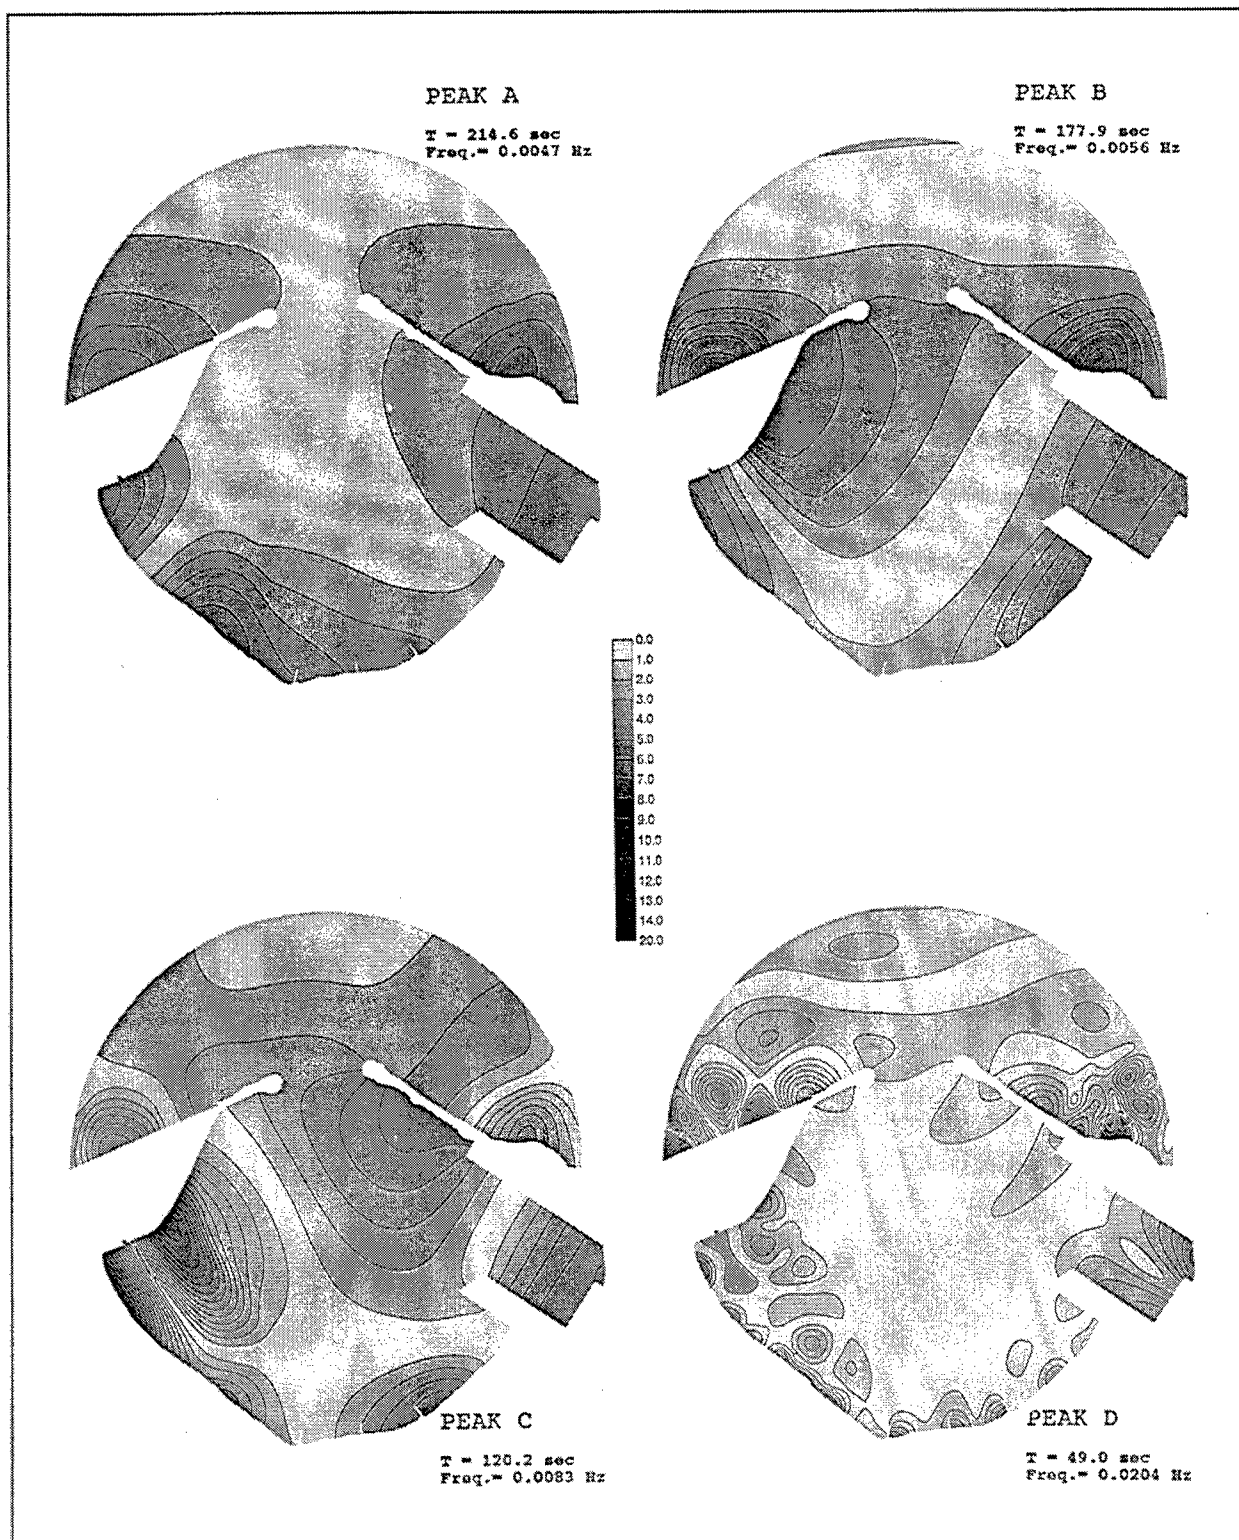 PEAK A
T = 214.6 sec
Freq.= 0.0047 Hz
PEAK B
T = 177.9 sec
Freq.= 0.0056 Hz
0.0
1.0
2.0
3.0
4.0
5.0
6.0
7.0
8.0
9.0
10.0
11.0
12.0
13.0
14.0
20.0
PEAK C
T = 120.2 sec
Freq.= 0.0083 Hz
PEAK D
T = 49.0 sec
Freq.= 0.0204 Hz